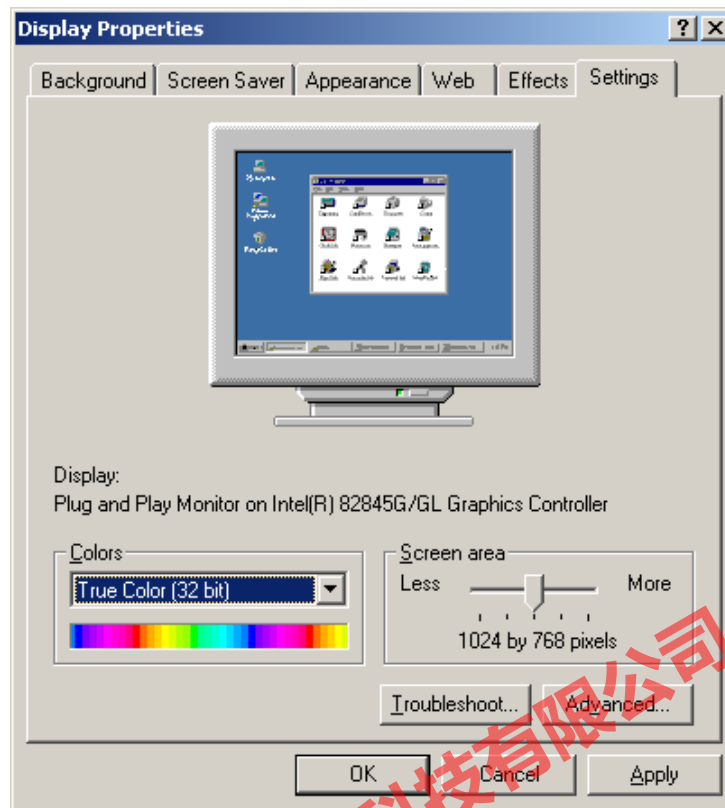 Display Properties
Background Screen Saver Appearance Web Effects Settings
Display:
Plug and Play Monitor on Intel(R) 82845G/GL Graphics Controller
Colors
True Color (32 bit)
Screen area
Less More
1024 by 768 pixels
Troubleshoot... Advanced...
OK Cancel Apply
科技有限公司